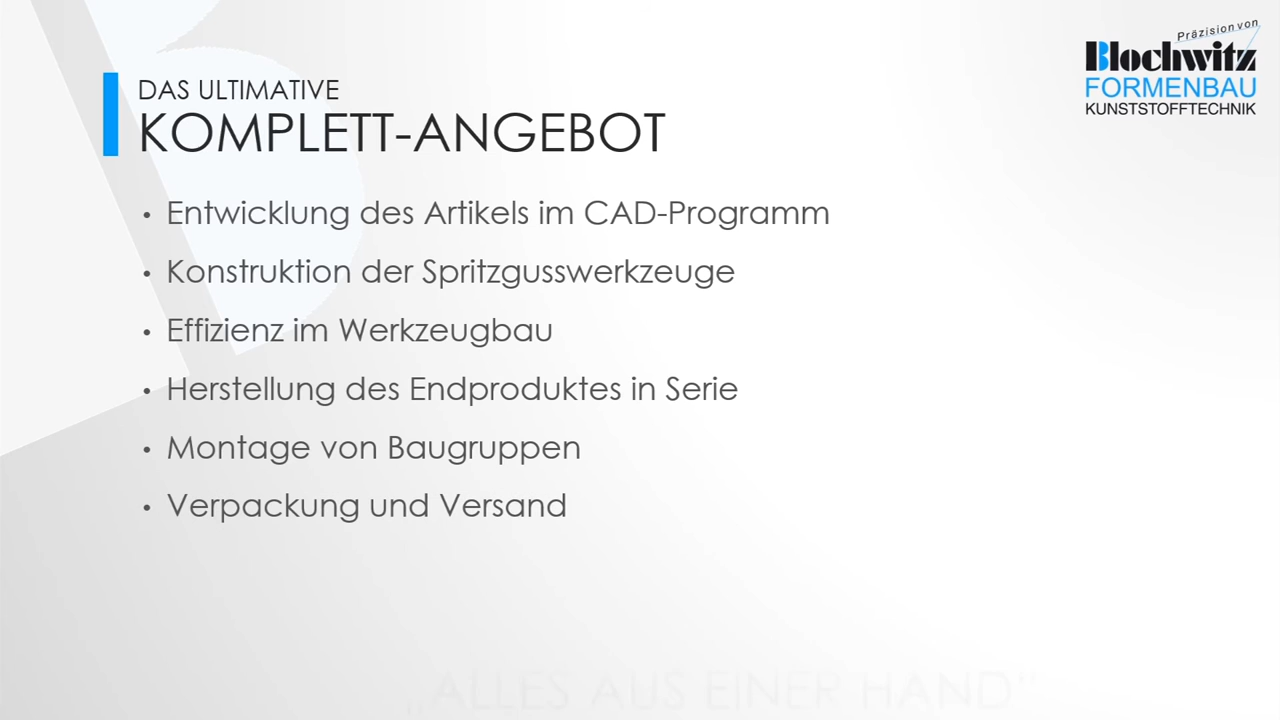 Präzision von
Blochwitz
FORMENBAU
KUNSTSTOFFTECHNIK
DAS ULTIMATIVE
KOMPLETT-ANGEBOT
• Entwicklung des Artikels im CAD-Programm
• Konstruktion der Spritzgusswerkzeuge
• Effizienz im Werkzeugbau
• Herstellung des Endproduktes in Serie
• Montage von Baugruppen
• Verpackung und Versand
„ALLES AUS EINER HAND“